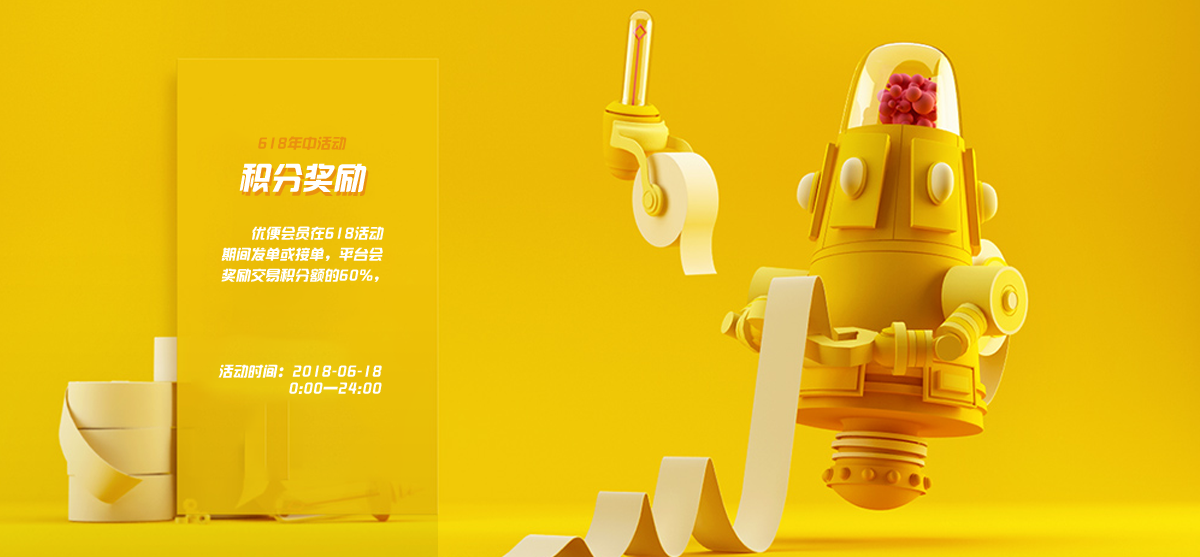 618年中活动
积分奖励
优便会员在618活动
期间发单或接单，平台会
奖励交易积分额的60%，
活动时间：2018-06-18
0:00—24:00